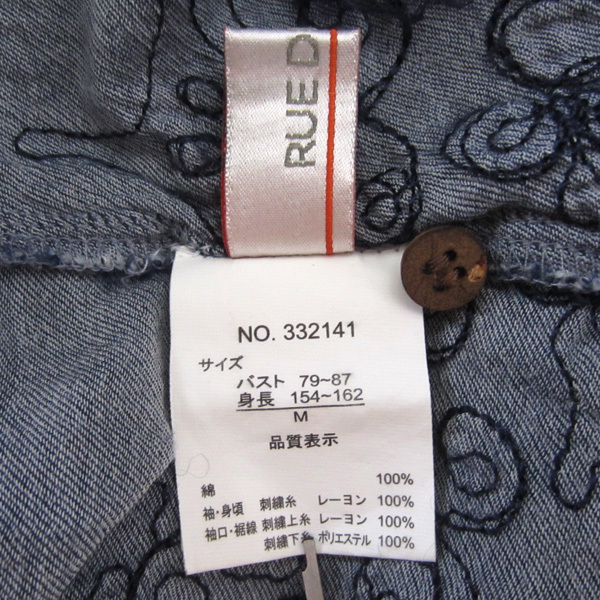 RUE D
NO. 332141
サイズ
バスト 79~87
身長 154~162
M
品質表示
綿 100%
袖・身頃 刺繍糸 レーヨン 100%
袖口・裾線 刺繍上糸 レーヨン 100%
刺繍下糸 ポリエステル 100%